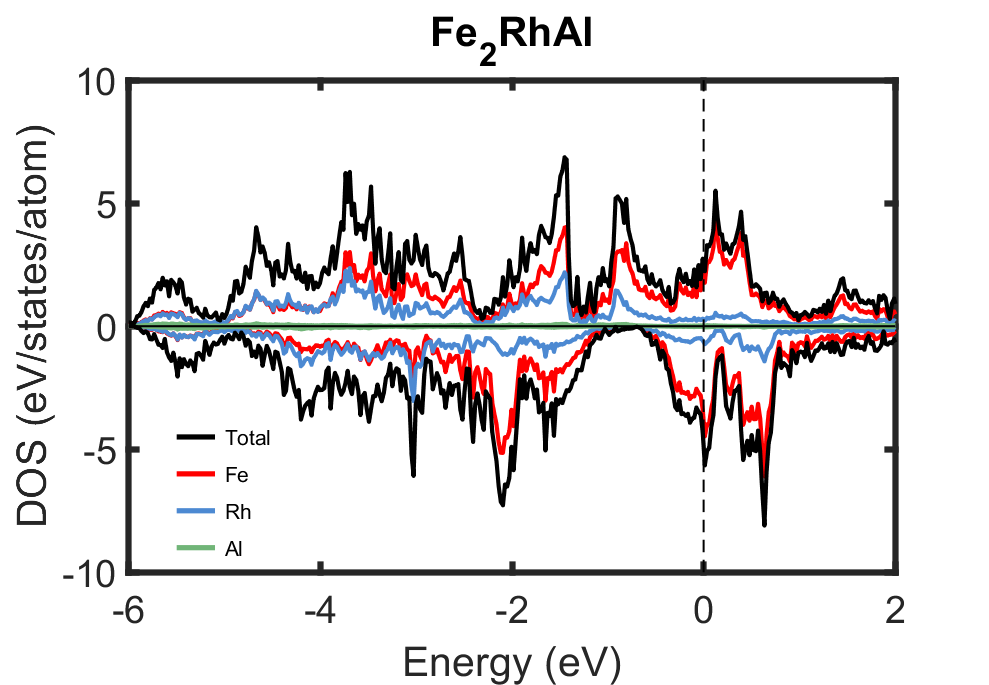 Fe₂RhAl
DOS (eV/states/atom)
10
5
0
-5
-10
Total
Fe
Rh
Al
-6 -4 -2 0 2
Energy (eV)